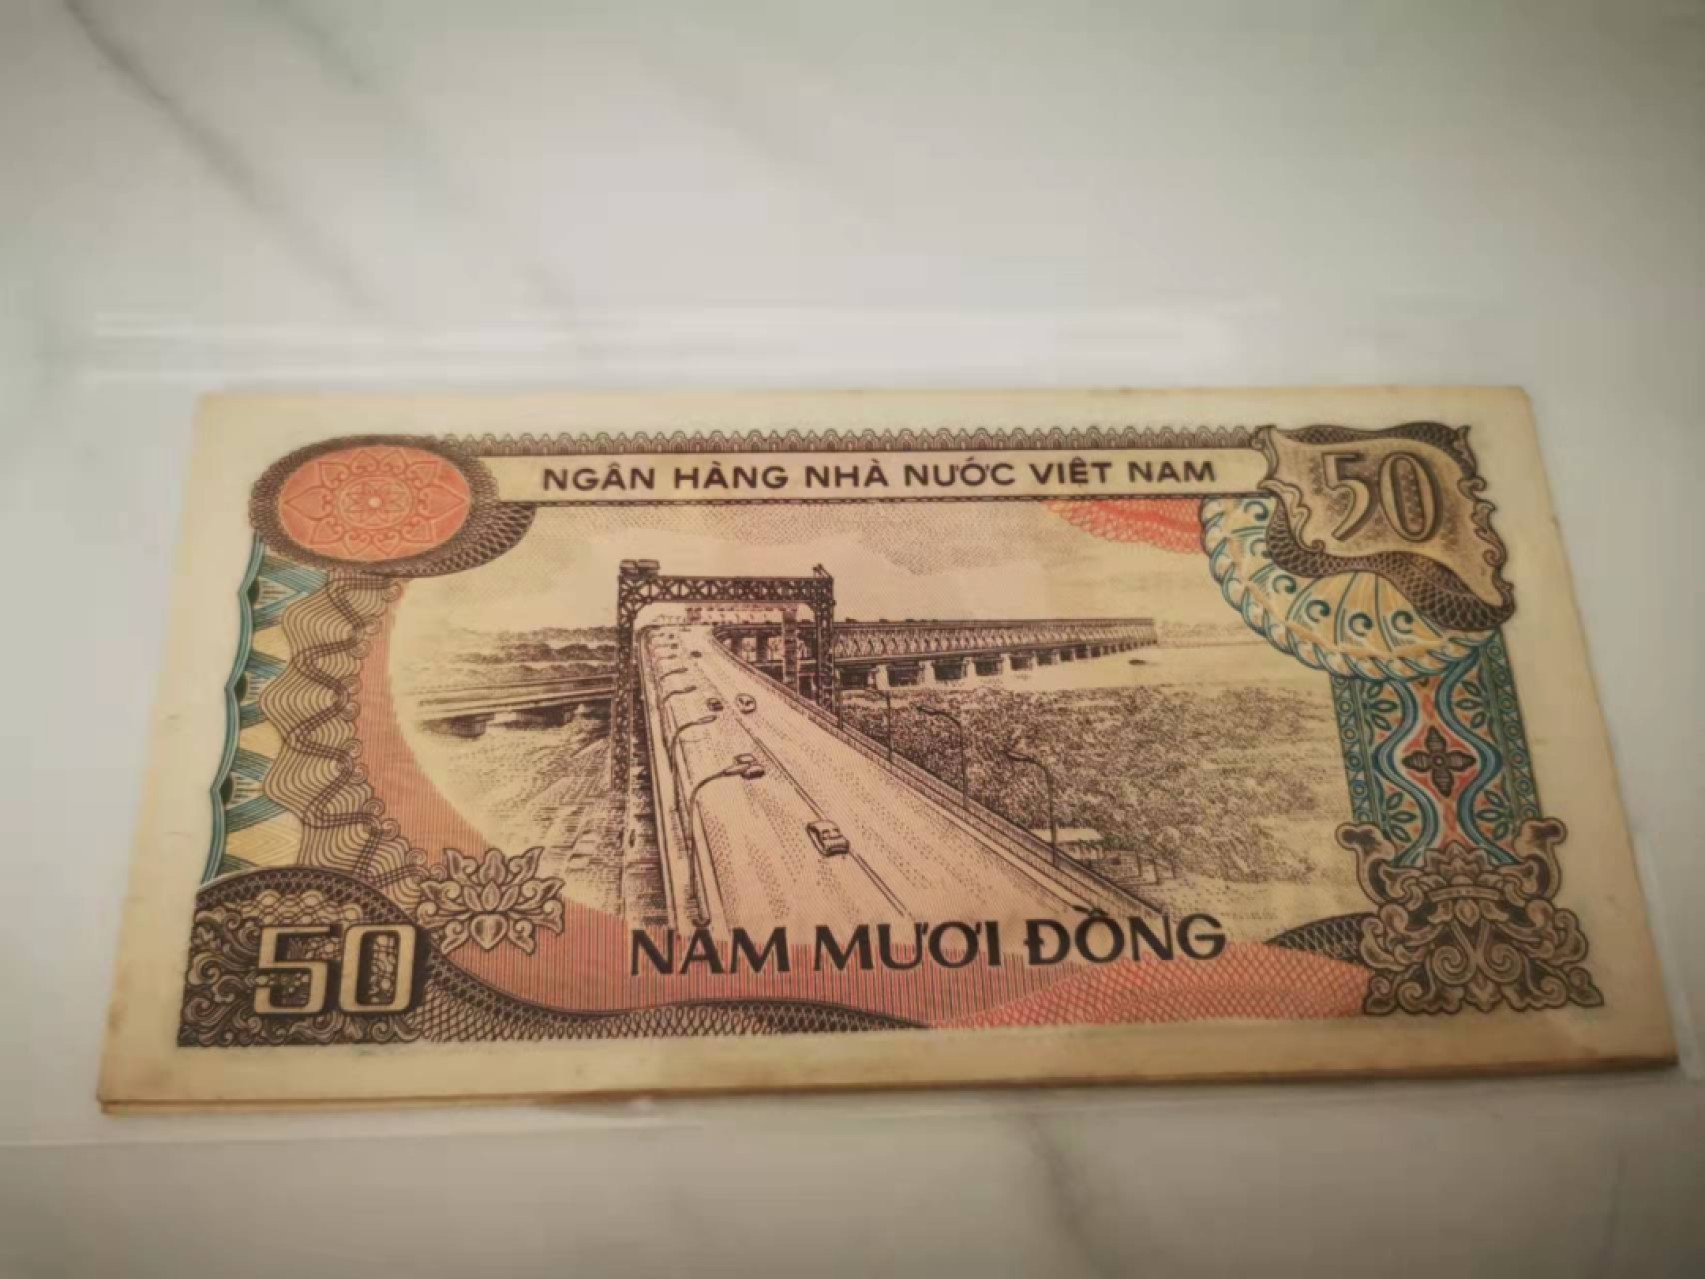 NGÂN HÀNG NHÀ NƯỚC VIỆT NAM
50
50
NĂM MƯƠI ĐỒNG